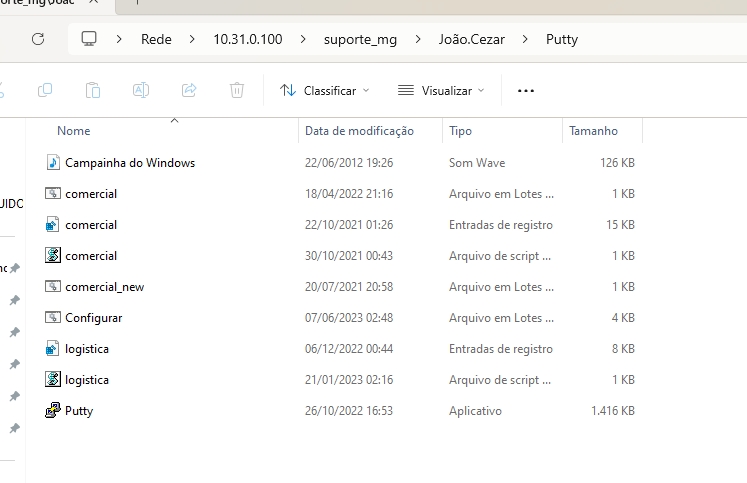 Rede > 10.31.0.100 > suporte_mg > João.Cezar > Putty
Classificar Visualizar
Nome Data de modificação Tipo Tamanho
Campainha do Windows 22/06/2012 19:26 Som Wave 126 KB
comercial 18/04/2022 21:16 Arquivo em Lotes ... 1 KB
comercial 22/10/2021 01:26 Entradas de registro 15 KB
comercial 30/10/2021 00:43 Arquivo de script ... 1 KB
comercial_new 20/07/2021 20:58 Arquivo em Lotes ... 1 KB
Configurar 07/06/2023 02:48 Arquivo em Lotes ... 4 KB
logistica 06/12/2022 00:44 Entradas de registro 8 KB
logistica 21/01/2023 02:16 Arquivo de script ... 1 KB
Putty 26/10/2022 16:53 Aplicativo 1.416 KB